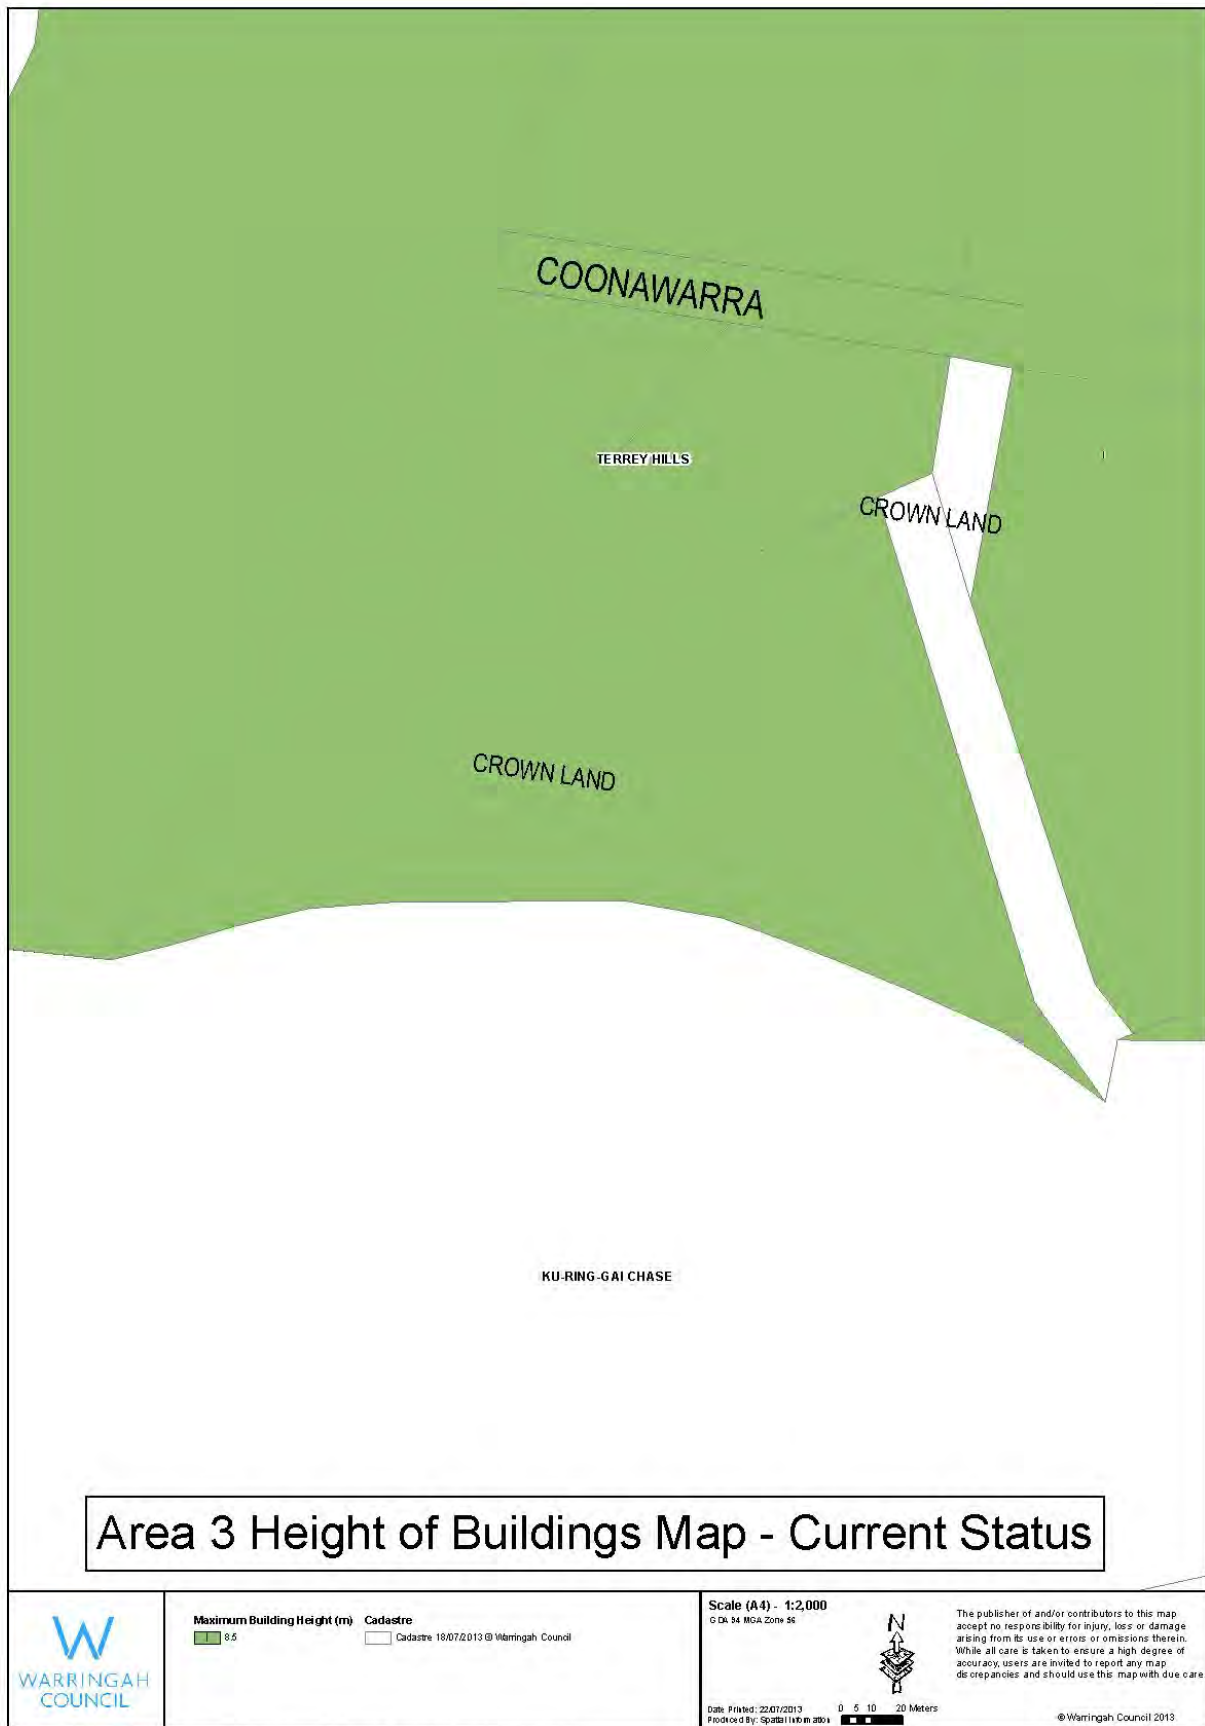 COONAWARRA
TERREY HILLS
CROWN LAND
CROWN LAND
KU-RING-GAI CHASE
Area 3 Height of Buildings Map - Current Status
WARRINGAH
COUNCIL
Maximum Building Height (m)
I 8.5
Cadastre
Cadastre 18/07/2013 © Warringah Council
Scale (A4) - 1:2,000
GDA 94 MGA Zone 56
N
Date Printed: 22/07/2013
Produced By: Spatial Information
0 5 10 20 Meters
The publisher of and/or contributors to this map
accept no responsibility for injury, loss or damage
arising from its use or errors or omissions therein.
While all care is taken to ensure a high degree of
accuracy, users are invited to report any map
discrepancies and should use this map with due care
© Warringah Council 2013